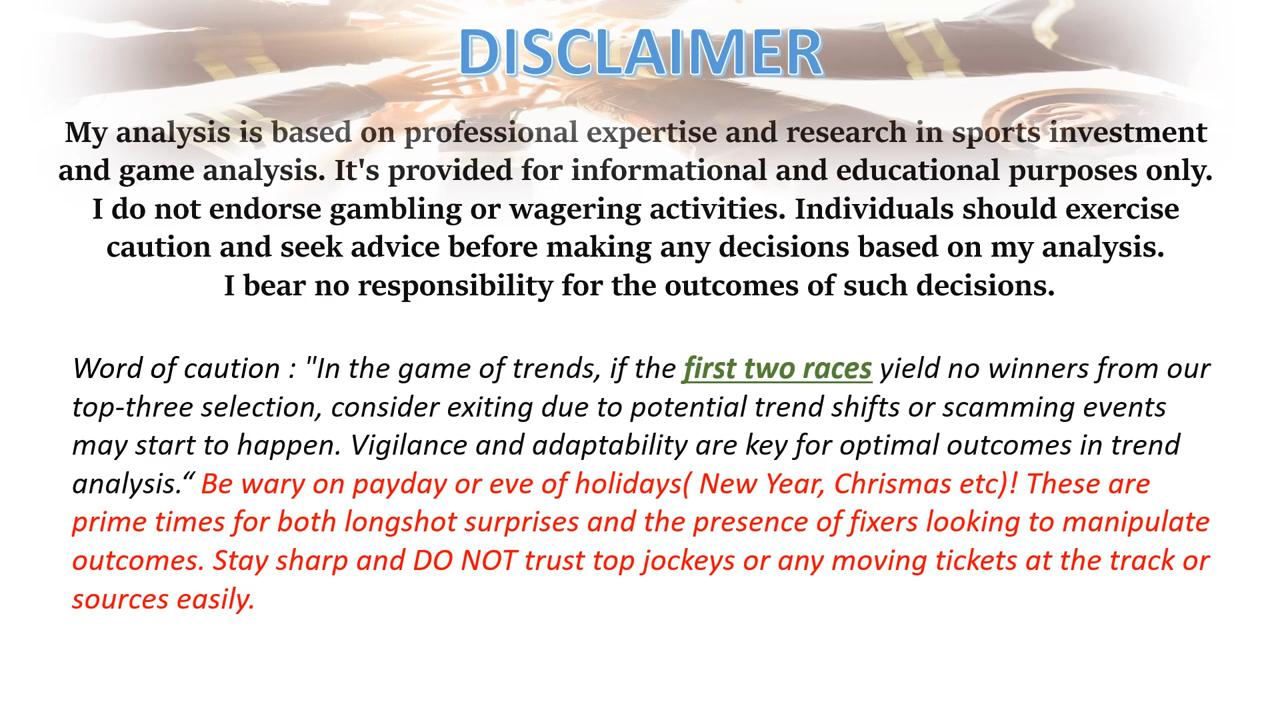 DISCLAIMER
My analysis is based on professional expertise and research in sports investment
and game analysis. It's provided for informational and educational purposes only.
I do not endorse gambling or wagering activities. Individuals should exercise
caution and seek advice before making any decisions based on my analysis.
I bear no responsibility for the outcomes of such decisions.
Word of caution : "In the game of trends, if the first two races yield no winners from our
top-three selection, consider exiting due to potential trend shifts or scamming events
may start to happen. Vigilance and adaptability are key for optimal outcomes in trend
analysis.“ Be wary on payday or eve of holidays( New Year, Chrismas etc)! These are
prime times for both longshot surprises and the presence of fixers looking to manipulate
outcomes. Stay sharp and DO NOT trust top jockeys or any moving tickets at the track or
sources easily.